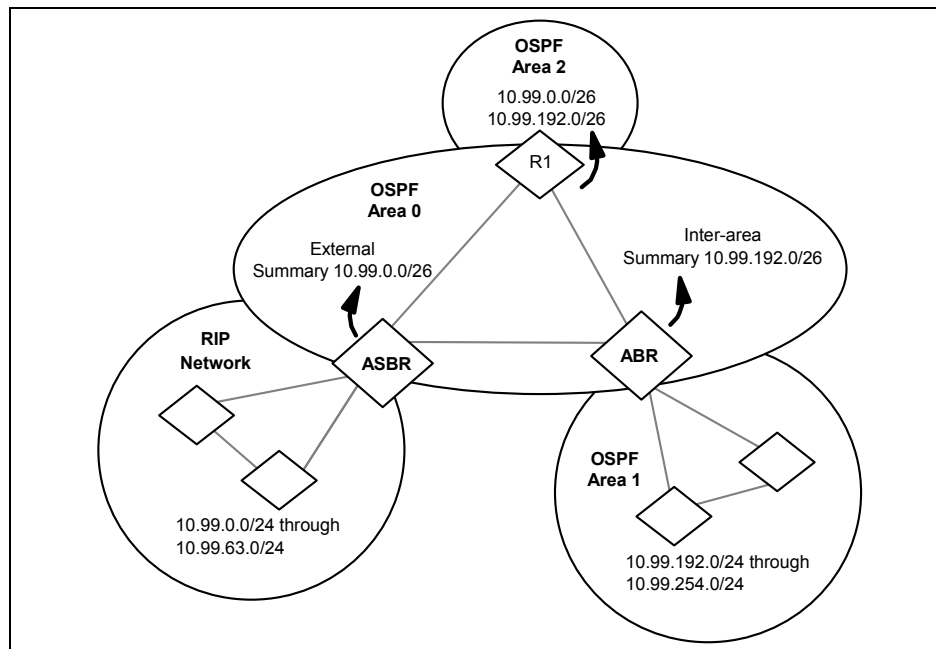 OSPF
Area 2
10.99.0.0/26
10.99.192.0/26
R1
OSPF
Area 0
External
Summary 10.99.0.0/26
Inter-area
Summary 10.99.192.0/26
RIP
Network
ASBR
ABR
OSPF
Area 1
10.99.0.0/24 through
10.99.63.0/24
10.99.192.0/24 through
10.99.254.0/24